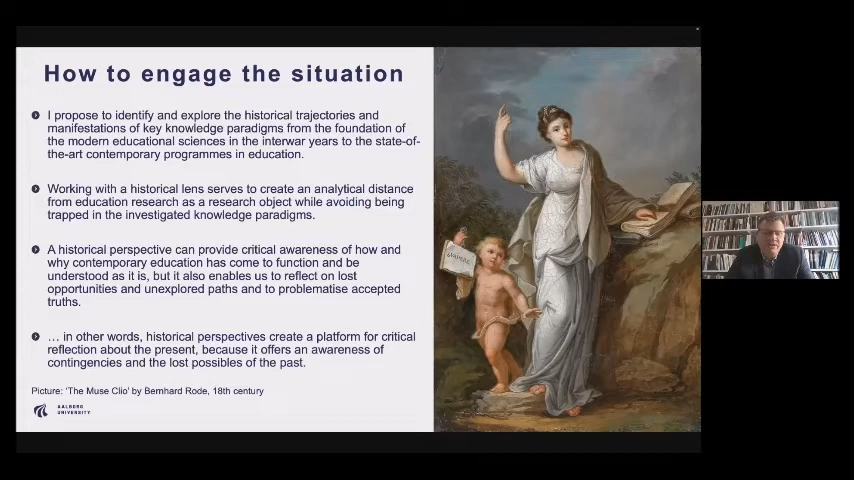 How to engage the situation
I propose to identify and explore the historical trajectories and
manifestations of key knowledge paradigms from the foundation of
the modern educational sciences in the interwar years to the state-of-
the-art contemporary programmes in education.
Working with a historical lens serves to create an analytical distance
from education research as a research object while avoiding being
trapped in the investigated knowledge paradigms.
A historical perspective can provide critical awareness of how and
why contemporary education has come to function and be
understood as it is, but it also enables us to reflect on lost
opportunities and unexplored paths and to problematise accepted
truths.
… in other words, historical perspectives create a platform for critical
reflection about the present, because it offers an awareness of
contingencies and the lost possibles of the past.
Picture: 'The Muse Clio' by Bernhard Rode, 18th century
AALBORG
UNIVERSITY